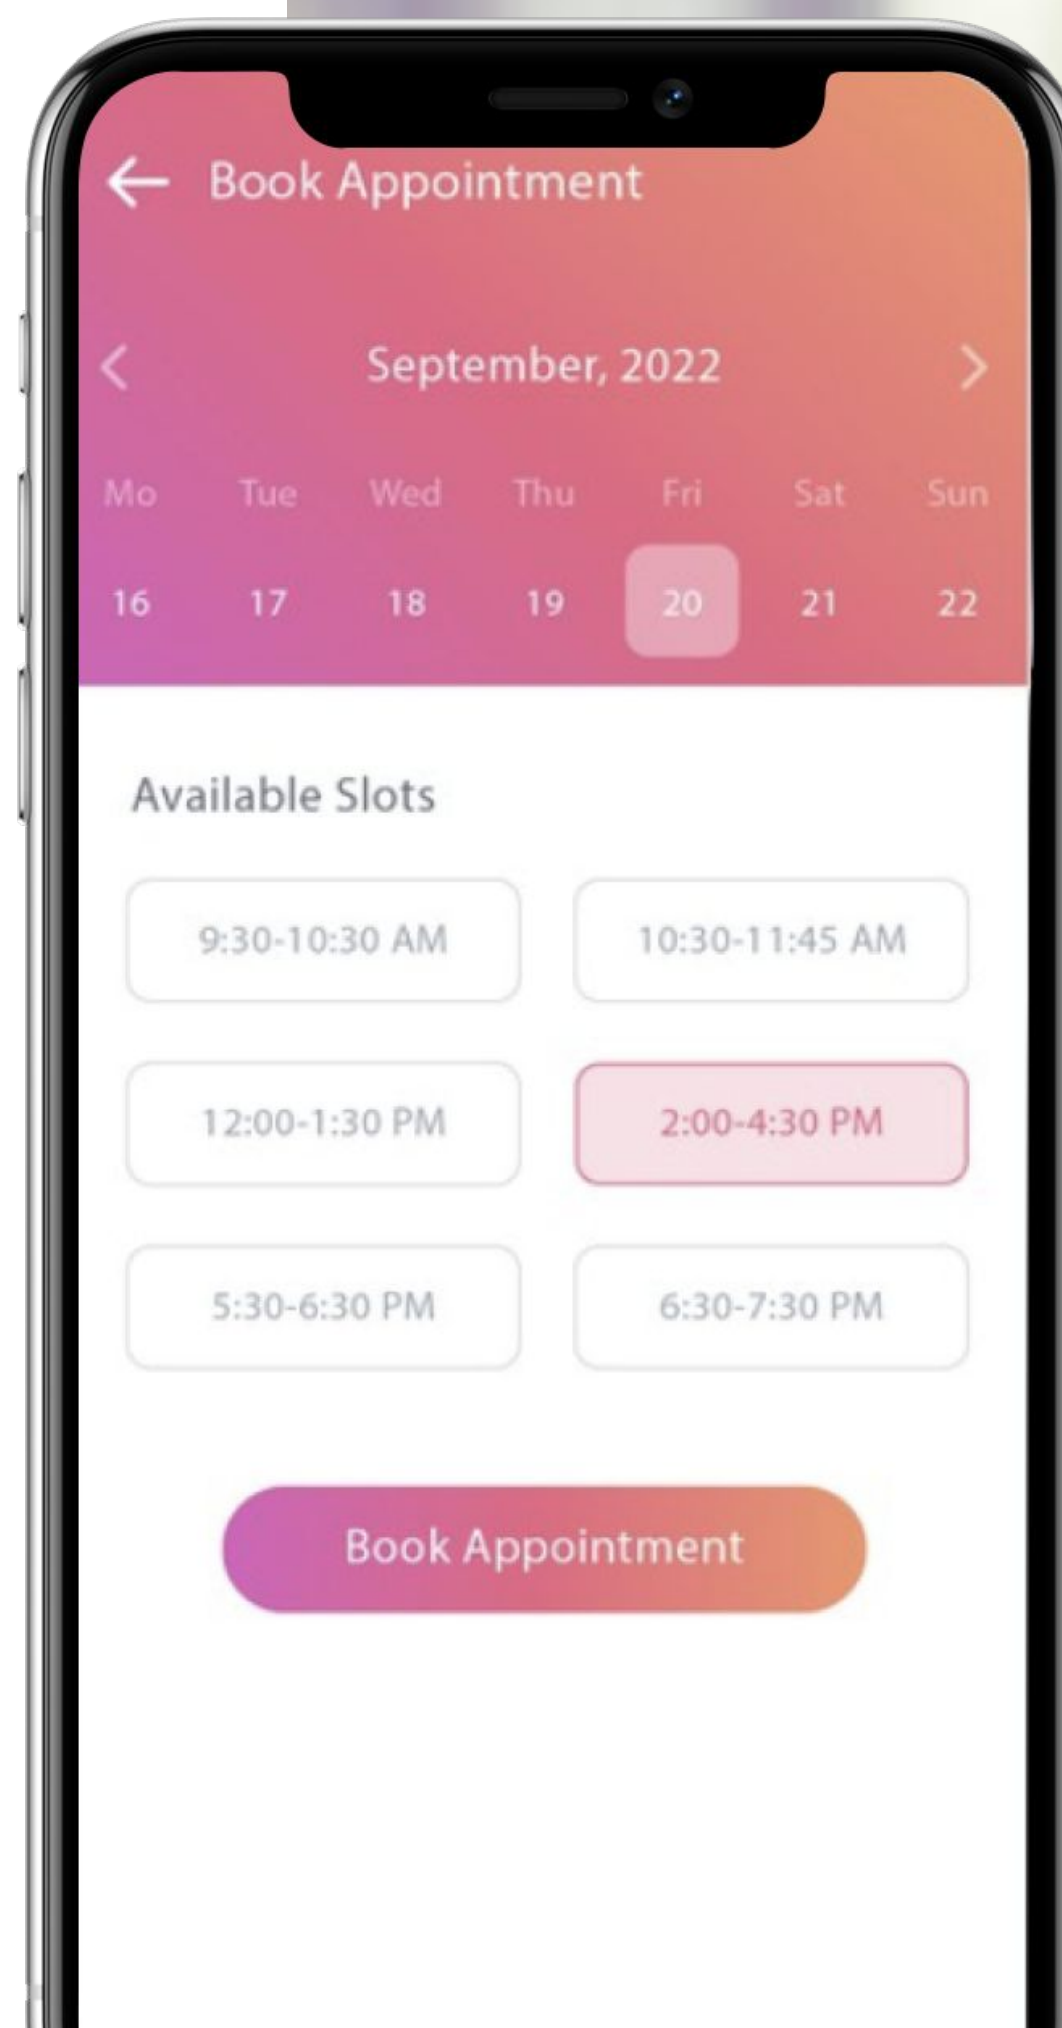 Book Appointment
September, 2022
Mo Tue Wed Thu Fri Sat Sun
16 17 18 19 20 21 22
Available Slots
9:30-10:30 AM 10:30-11:45 AM
12:00-1:30 PM 2:00-4:30 PM
5:30-6:30 PM 6:30-7:30 PM
Book Appointment